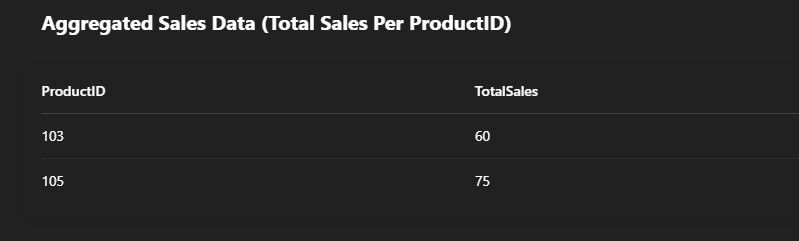 Aggregated Sales Data (Total Sales Per ProductID)
ProductID TotalSales
103 60
105 75